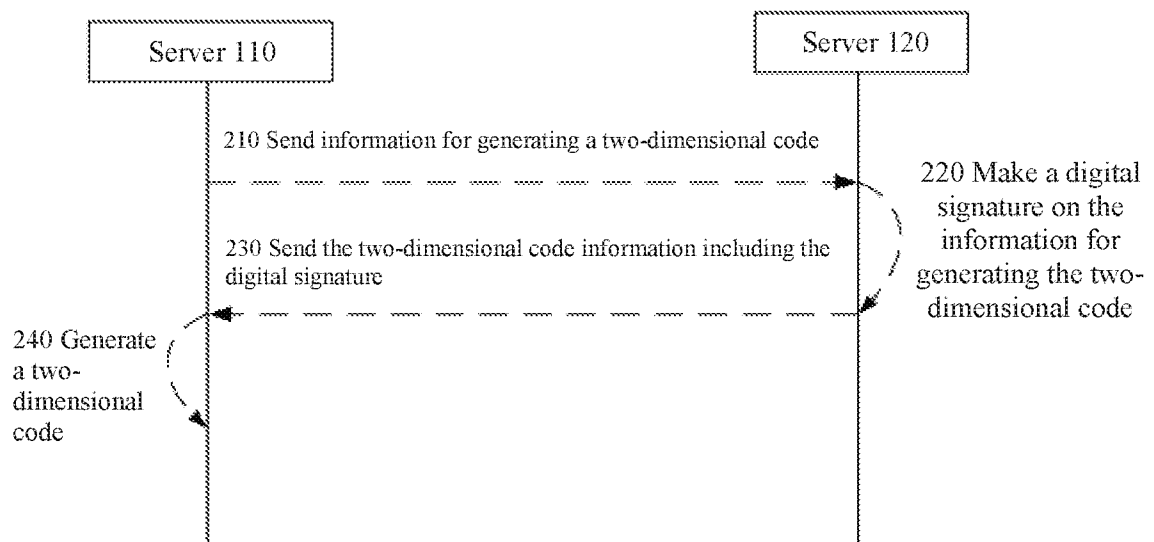 Server 110
Server 120
210 Send information for generating a two-dimensional code
220 Make a digital
signature on the
information for
generating the two-
dimensional code
230 Send the two-dimensional code information including the
digital signature
240 Generate
a two-
dimensional
code